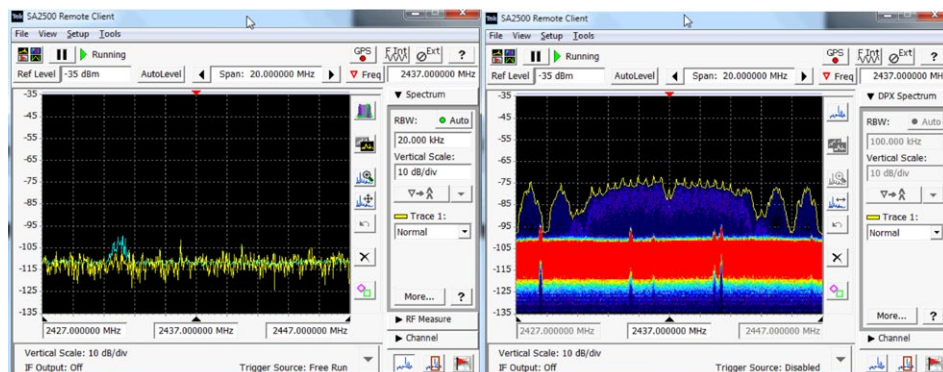 Tek SA2500 Remote Client
File View Setup Tools
Running
GPS F.Int Ext ?
Ref Level -35 dBm AutoLevel Span: 20.000000 MHz Freq 2437.000000 MHz
-35
-45
-55
-65
-75
-85
-95
-105
-115
-125
-135
2427.000000 MHz 2437.000000 MHz 2447.000000 MHz
Spectrum
RBW: Auto
20.000 kHz
Vertical Scale:
10 dB/div
Trace 1:
Normal
More... ?
RF Measure
Channel
Vertical Scale: 10 dB/div
IF Output: Off Trigger Source: Free Run
Tek SA2500 Remote Client
File View Setup Tools
Running
GPS F.Int Ext ?
Ref Level -35 dBm AutoLevel Span: 20.000000 MHz Freq 2437.000000 MHz
-35
-45
-55
-65
-75
-85
-95
-105
-115
-125
-135
2427.000000 MHz 2437.000000 MHz 2447.000000 MHz
DPX Spectrum
RBW: Auto
100.000 kHz
Vertical Scale:
10 dB/div
Trace 1:
Normal
More... ?
Channel
Vertical Scale: 10 dB/div
IF Output: Off Trigger Source: Disabled